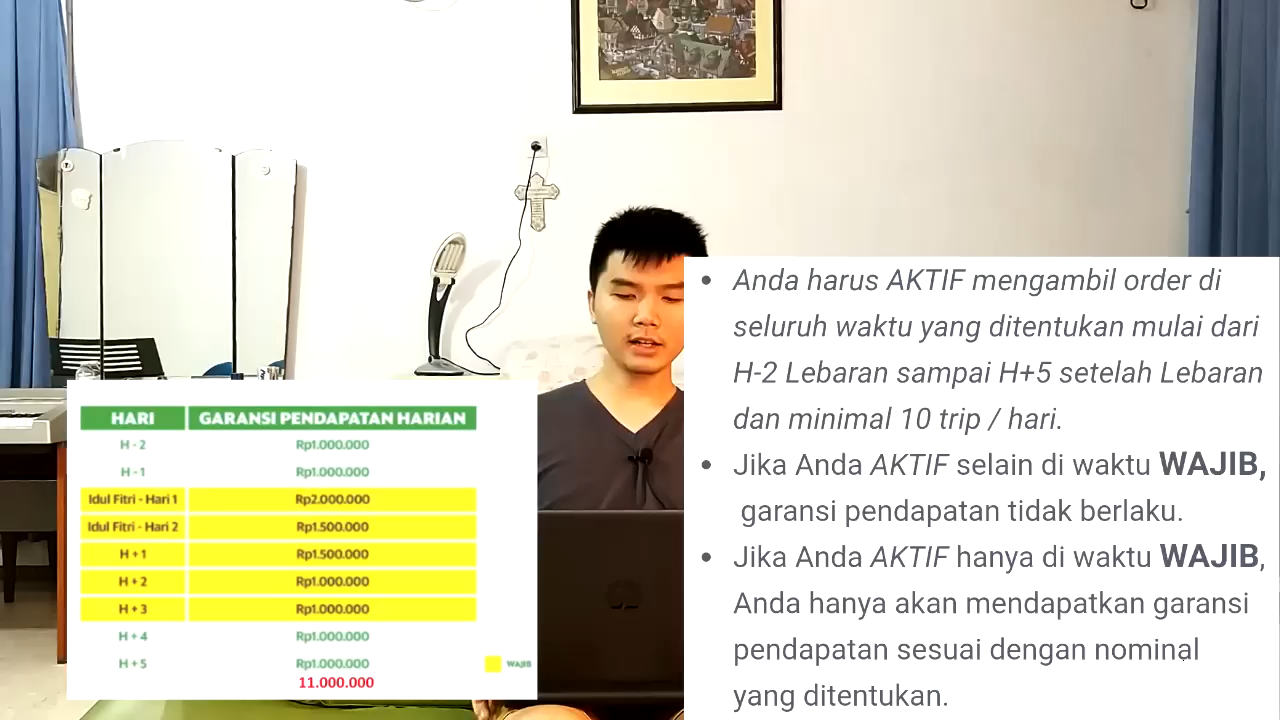 HARI GARANSI PENDAPATAN HARIAN
H - 2 Rp1.000.000
H - 1 Rp1.000.000
Idul Fitri - Hari 1 Rp2.000.000
Idul Fitri - Hari 2 Rp1.500.000
H + 1 Rp1.500.000
H + 2 Rp1.000.000
H + 3 Rp1.000.000
H + 4 Rp1.000.000
H + 5 Rp1.000.000
WAJIB
11.000.000
• Anda harus AKTIF mengambil order di
seluruh waktu yang ditentukan mulai dari
H-2 Lebaran sampai H+5 setelah Lebaran
dan minimal 10 trip / hari.
• Jika Anda AKTIF selain di waktu WAJIB,
garansi pendapatan tidak berlaku.
• Jika Anda AKTIF hanya di waktu WAJIB,
Anda hanya akan mendapatkan garansi
pendapatan sesuai dengan nominal
yang ditentukan.